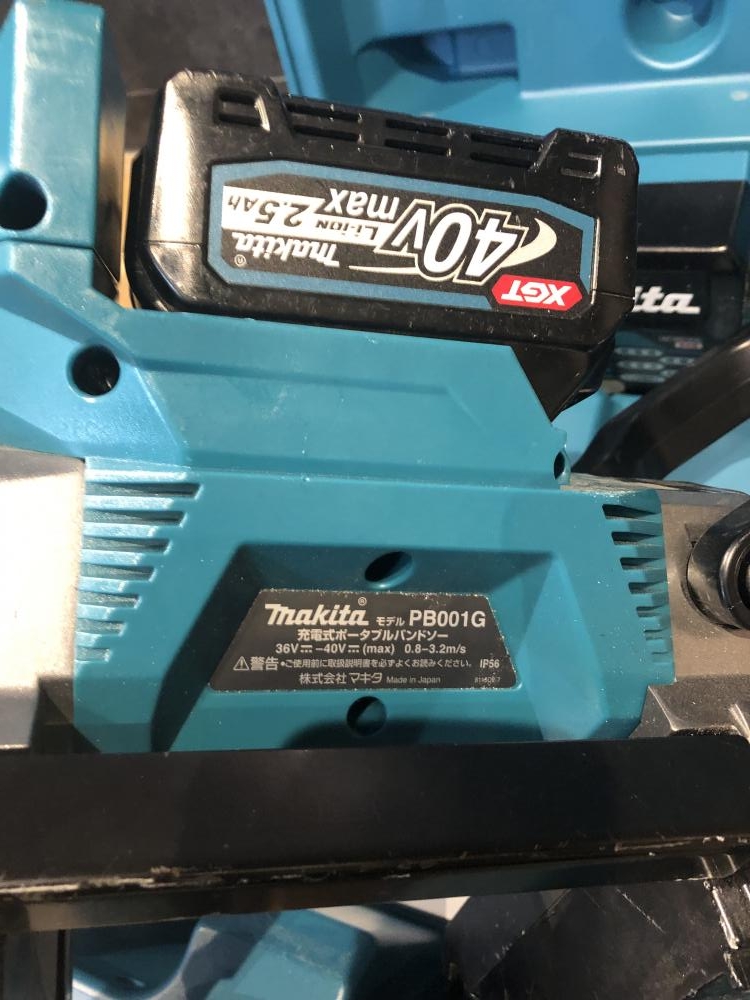 makita®
Li-ion 2.5Ah
40Vmax
XGT
ita
makita® モデル PB001G
充電式ポータブルバンドソー
36V⎓-40V⎓(max) 0.8-3.2m/s
⚠警告・ご使用前に取扱説明書を必ずよくお読みください。 IP56
株式会社マキタ Made in Japan